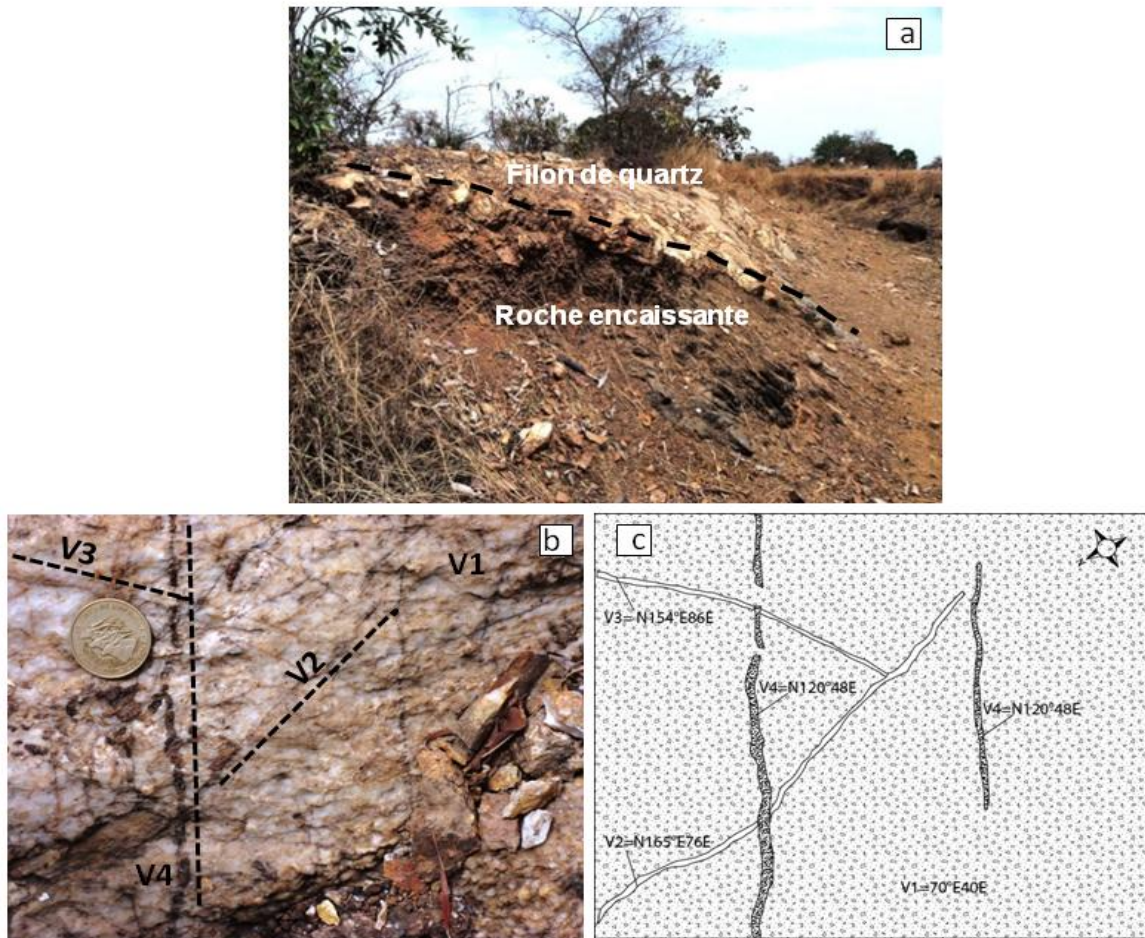 a
Filon de quartz
Roche encaissante
b
V3
V1
V2
V4
c
V3=N154°E86E
V4=N120°48E
V4=N120°48E
V2=N165°E76E
V1=70°E40E